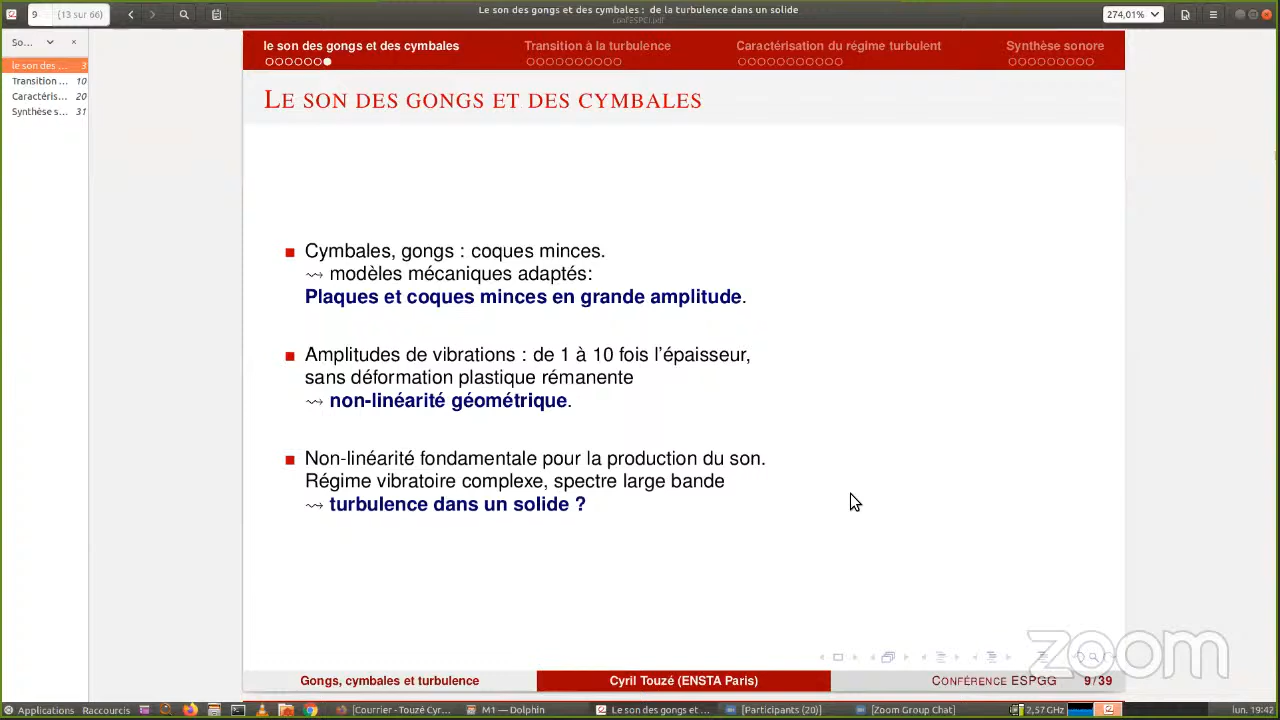 9 (13 sur 66)
Le son des gongs et des cymbales : de la turbulence dans un solide
confESPCI.pdf
274,01%
So...
le son des ... 3
Transition ... 10
Caractéris... 20
Synthèse s... 31
le son des gongs et des cymbales Transition à la turbulence Caractérisation du régime turbulent Synthèse sonore
LE SON DES GONGS ET DES CYMBALES
Cymbales, gongs : coques minces.
⇝ modèles mécaniques adaptés:
Plaques et coques minces en grande amplitude.
Amplitudes de vibrations : de 1 à 10 fois l'épaisseur,
sans déformation plastique rémanente
⇝ non-linéarité géométrique.
Non-linéarité fondamentale pour la production du son.
Régime vibratoire complexe, spectre large bande
⇝ turbulence dans un solide ?
zoom
Gongs, cymbales et turbulence Cyril Touzé (ENSTA Paris) CONFÉRENCE ESPGG 9/39
Applications Raccourcis [Courrier - Touzé Cyr... M1 — Dolphin Le son des gongs et ... [Participants (20)] [Zoom Group Chat] 2,57 GHz lun. 19:42